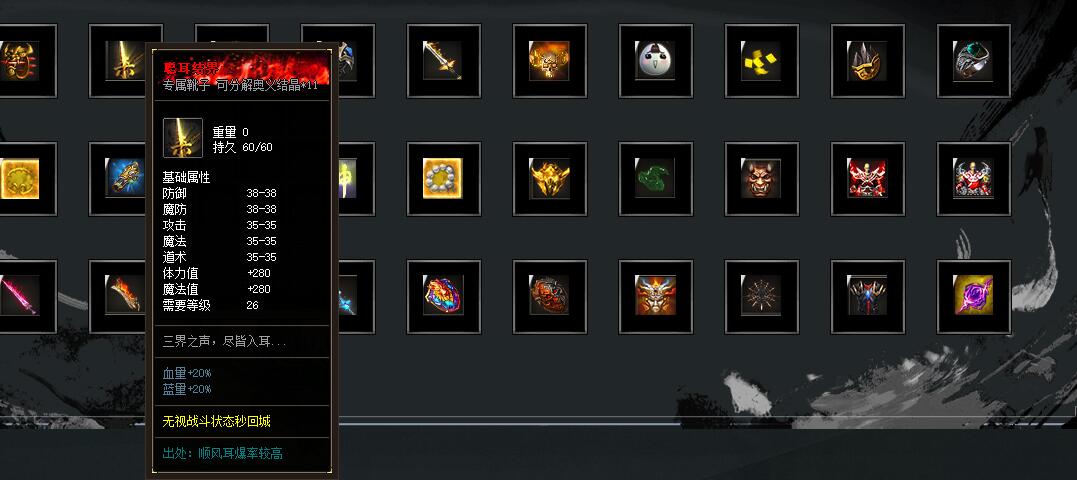 聪耳结界
专属靴子 可分解奥义结晶*11
重量 0
持久 60/60
基础属性
防御 38-38
魔防 38-38
攻击 35-35
魔法 35-35
道术 35-35
体力值 +280
魔法值 +280
需要等级 26
三界之声，尽皆入耳...
血量+20%
蓝量+20%
无视战斗状态秒回城
出处: 顺风耳爆率较高